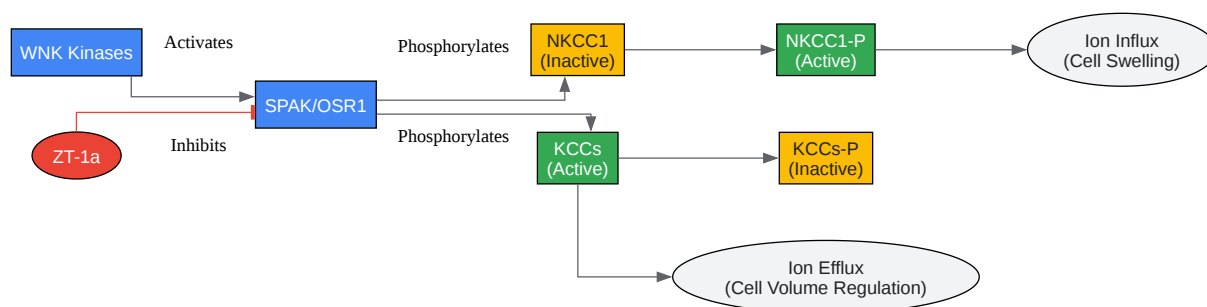 WNK Kinases
Activates
Phosphorylates
NKCC1
(Inactive)
NKCC1-P
(Active)
Ion Influx
(Cell Swelling)
SPAK/OSR1
ZT-1a
Inhibits
Phosphorylates
KCCs
(Active)
KCCs-P
(Inactive)
Ion Efflux
(Cell Volume Regulation)